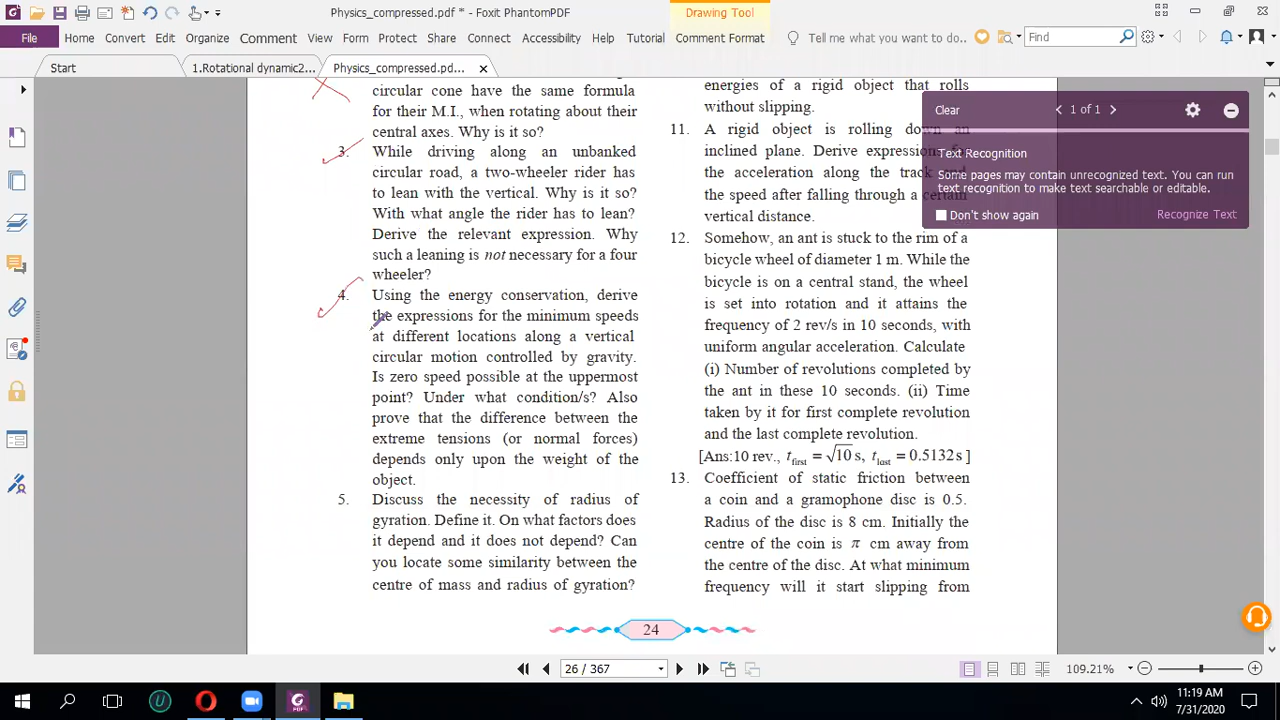 Physics_compressed.pdf * - Foxit PhantomPDF
Drawing Tool
File Home Convert Edit Organize Comment View Form Protect Share Connect Accessibility Help Tutorial Comment Format Tell me what you want to do.. Find
Start 1.Rotational dynamic2... Physics_compressed.pd...
circular cone have the same formula
for their M.I., when rotating about their
central axes. Why is it so?
3. While driving along an unbanked
circular road, a two-wheeler rider has
to lean with the vertical. Why is it so?
With what angle the rider has to lean?
Derive the relevant expression. Why
such a leaning is not necessary for a four
wheeler?
4. Using the energy conservation, derive
the expressions for the minimum speeds
at different locations along a vertical
circular motion controlled by gravity.
Is zero speed possible at the uppermost
point? Under what condition/s? Also
prove that the difference between the
extreme tensions (or normal forces)
depends only upon the weight of the
object.
5. Discuss the necessity of radius of
gyration. Define it. On what factors does
it depend and it does not depend? Can
you locate some similarity between the
centre of mass and radius of gyration?
energies of a rigid object that rolls
without slipping.
11. A rigid object is rolling down an
inclined plane. Derive expressions
the acceleration along the track and
the speed after falling through a certain
vertical distance.
12. Somehow, an ant is stuck to the rim of a
bicycle wheel of diameter 1 m. While the
bicycle is on a central stand, the wheel
is set into rotation and it attains the
frequency of 2 rev/s in 10 seconds, with
uniform angular acceleration. Calculate
(i) Number of revolutions completed by
the ant in these 10 seconds. (ii) Time
taken by it for first complete revolution
and the last complete revolution.
[Ans:10 rev., t first = √10 s, t last = 0.5132 s ]
13. Coefficient of static friction between
a coin and a gramophone disc is 0.5.
Radius of the disc is 8 cm. Initially the
centre of the coin is π cm away from
the centre of the disc. At what minimum
frequency will it start slipping from
24
Clear 1 of 1
Text Recognition
Some pages may contain unrecognized text. You can run
text recognition to make text searchable or editable.
Don't show again Recognize Text
26 / 367 109.21%
11:19 AM
7/31/2020